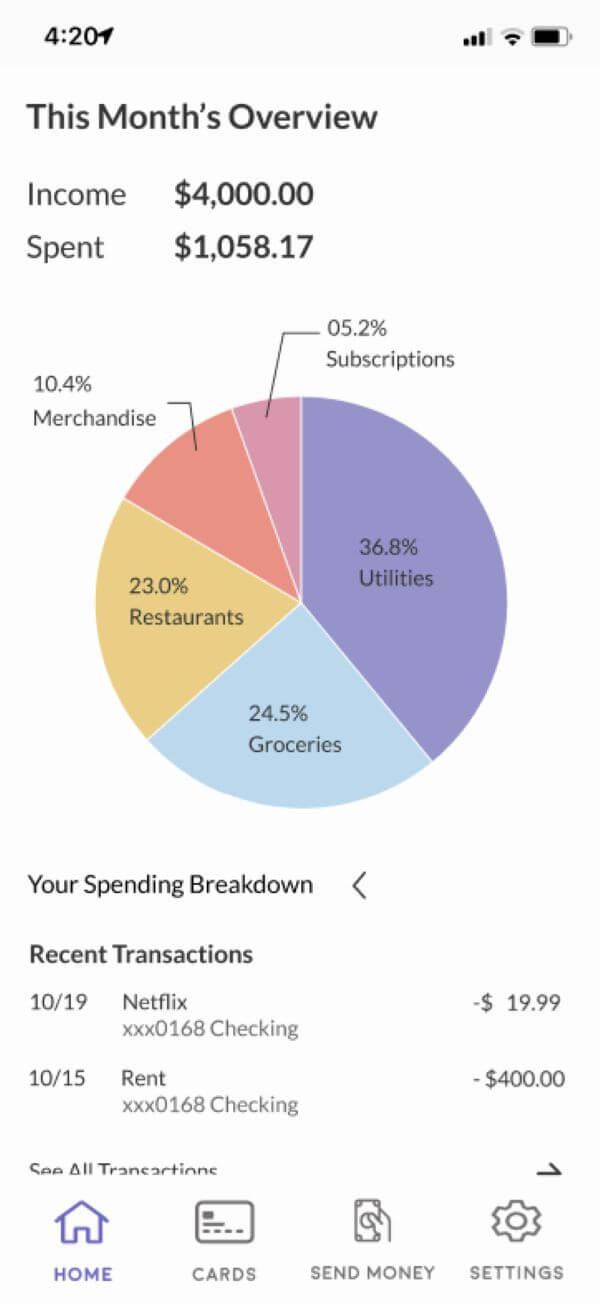 4:20
This Month's Overview
Income $4,000.00
Spent $1,058.17
05.2%
Subscriptions
10.4%
Merchandise
36.8%
Utilities
23.0%
Restaurants
24.5%
Groceries
Your Spending Breakdown
Recent Transactions
10/19 Netflix -$ 19.99
xxx0168 Checking
10/15 Rent - $400.00
xxx0168 Checking
See All Transactions
HOME CARDS SEND MONEY SETTINGS